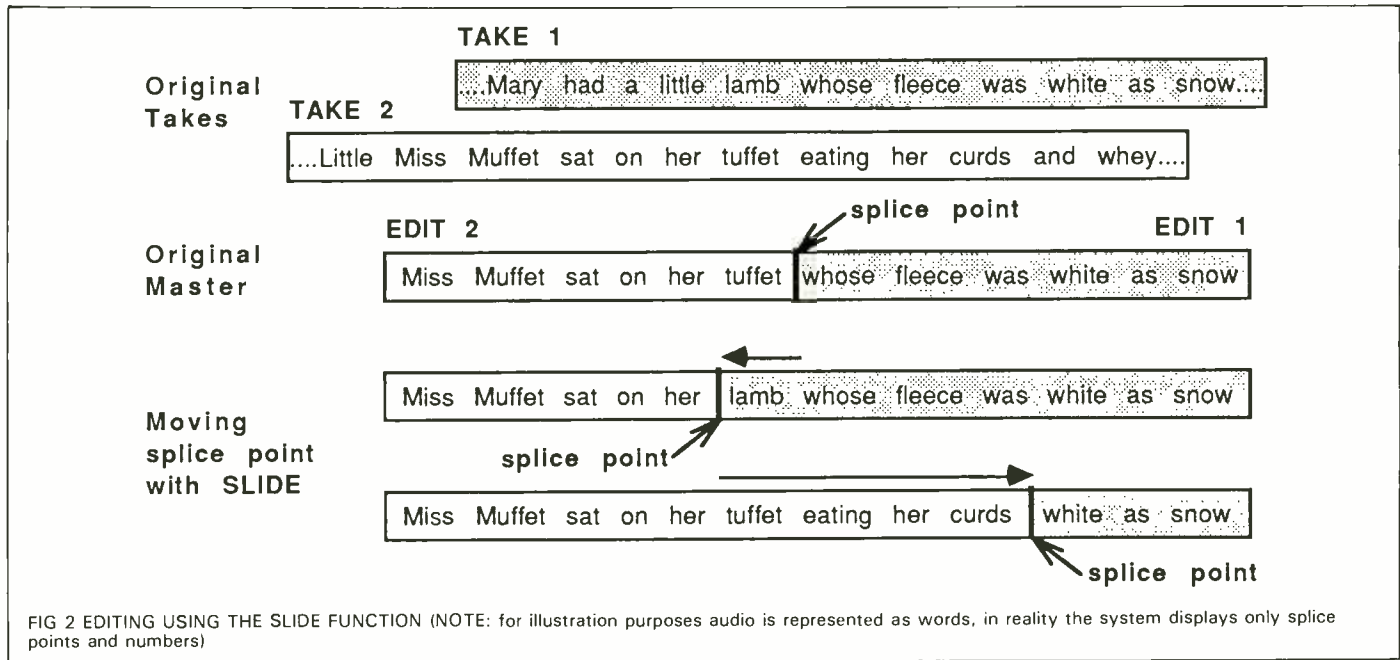 TAKE 1
Original
Takes
....Mary had a little lamb whose fleece was white as snow....
TAKE 2
....Little Miss Muffet sat on her tuffet eating her curds and whey....
splice point
EDIT 2
EDIT 1
Original
Master
Miss Muffet sat on her tuffet whose fleece was white as snow
Moving
splice point
with SLIDE
Miss Muffet sat on her lamb whose fleece was white as snow
splice point
Miss Muffet sat on her tuffet eating her curds white as snow
splice point
FIG 2 EDITING USING THE SLIDE FUNCTION (NOTE: for illustration purposes audio is represented as words, in reality the system displays only splice
points and numbers)